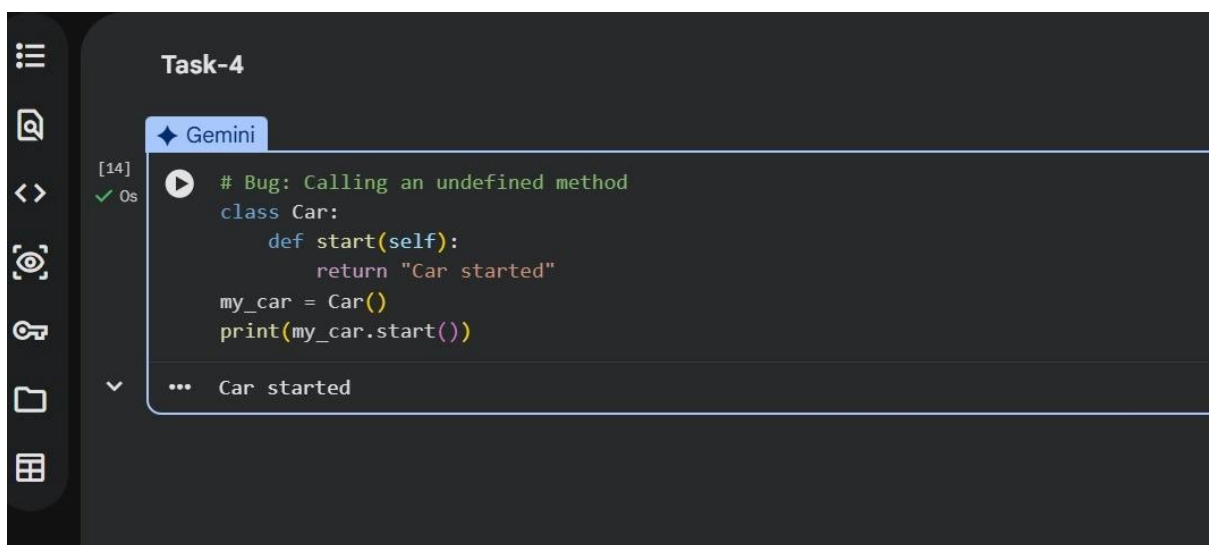 Task-4
Gemini
[14]
0s
# Bug: Calling an undefined method
class Car:
    def start(self):
        return "Car started"
my_car = Car()
print(my_car.start())
Car started